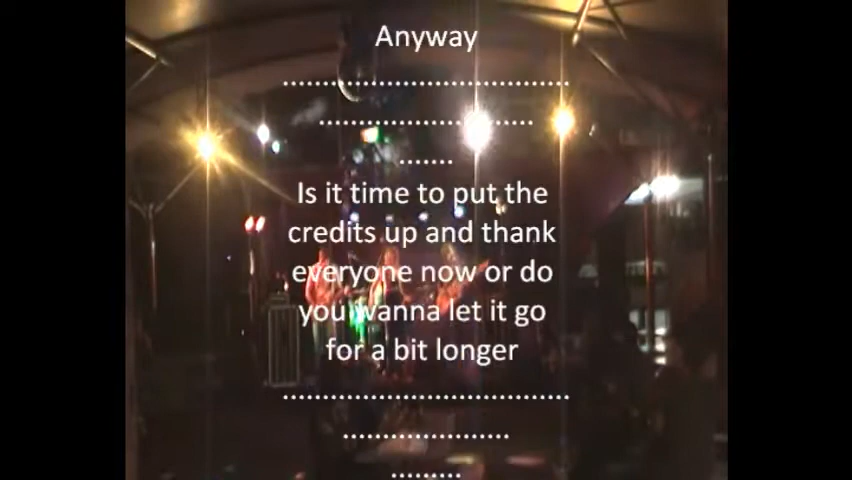 Anyway
....................................
...........................
.......
Is it time to put the
credits up and thank
everyone now or do
you wanna let it go
for a bit longer
....................................
.....................
.........